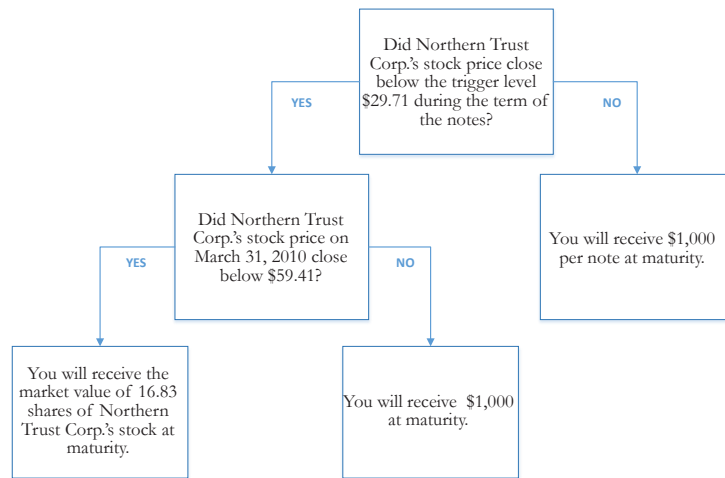 Did Northern Trust
Corp.'s stock price close
below the trigger level
$29.71 during the term of
the notes?
YES
NO
Did Northern Trust
Corp.'s stock price on
March 31, 2010 close
below $59.41?
You will receive $1,000
per note at maturity.
YES
NO
You will receive the
market value of 16.83
shares of Northern
Trust Corp.'s stock at
maturity.
You will receive $1,000
at maturity.